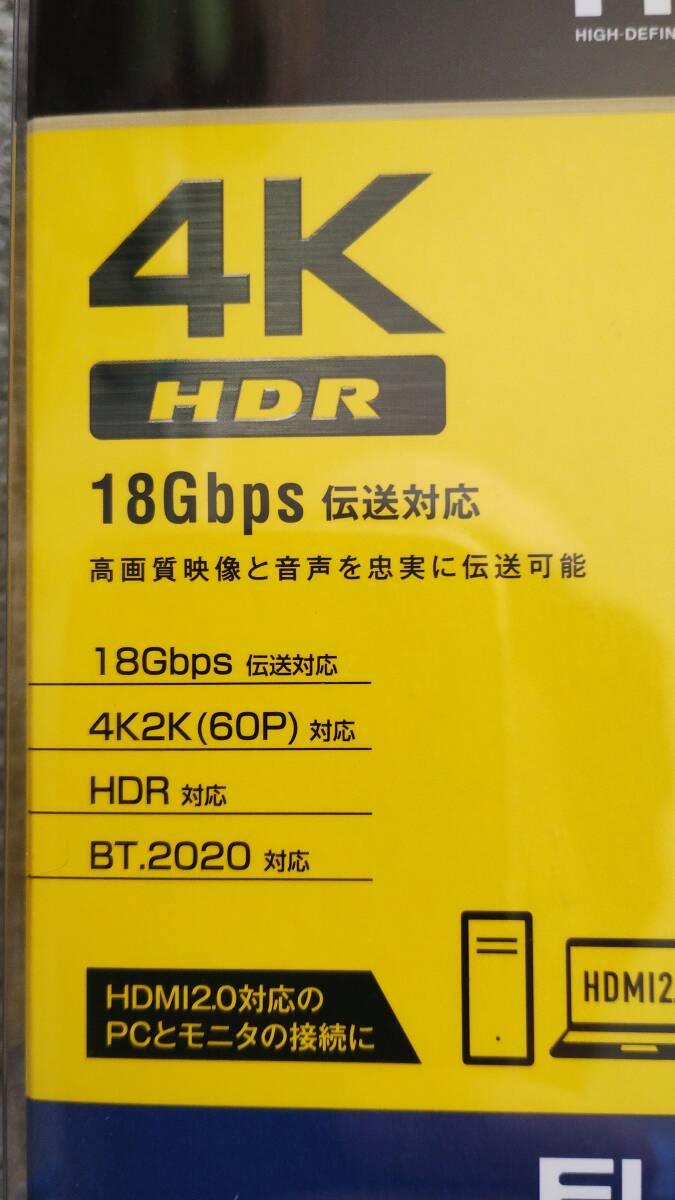 HIGH-DEFIN
4K
HDR
18Gbps 伝送対応
高画質映像と音声を忠実に伝送可能
18Gbps 伝送対応
4K2K(60P) 対応
HDR 対応
BT.2020 対応
HDMI2.0対応の
PCとモニタの接続に
HDMI2.